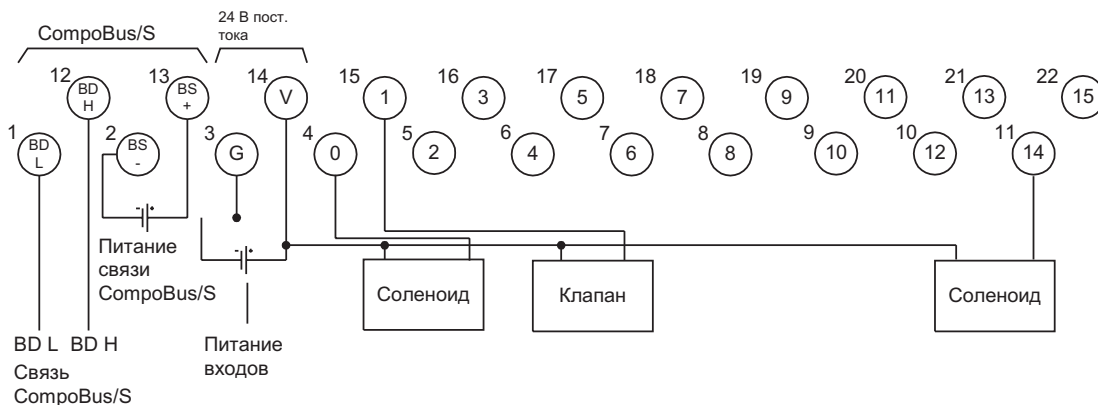 24 В пост.
тока
CompoBus/S
12 13 14 15 16 17 18 19 20 21 22
BD H BS + V 1 3 5 7 9 11 13 15
1 2 3 4 5 6 7 8 9 10 11
BD L BS - G 0 2 4 6 8 10 12 14
- +
- +
Питание
связи
CompoBus/S
Соленоид Клапан Соленоид
BD L BD H
Питание
входов
Связь
CompoBus/S